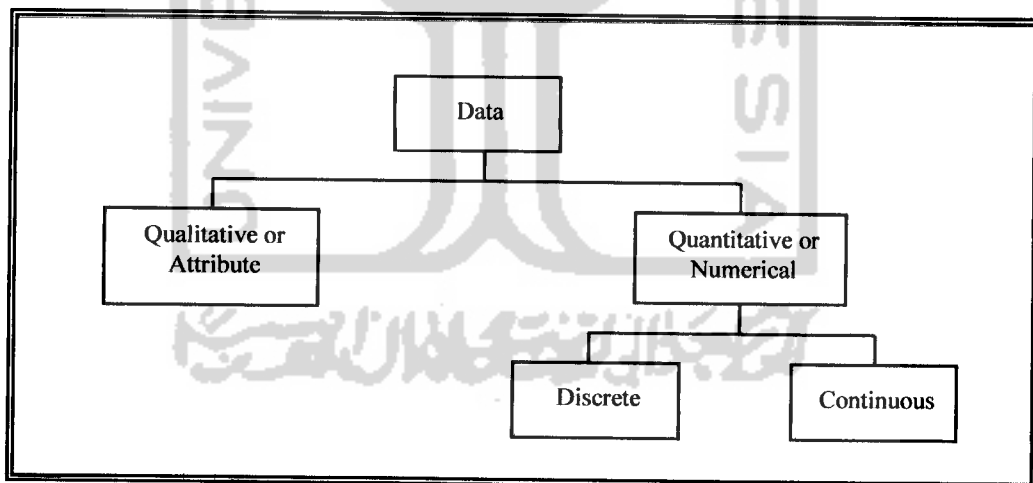 Data
Qualitative or
Attribute
Quantitative or
Numerical
Discrete
Continuous